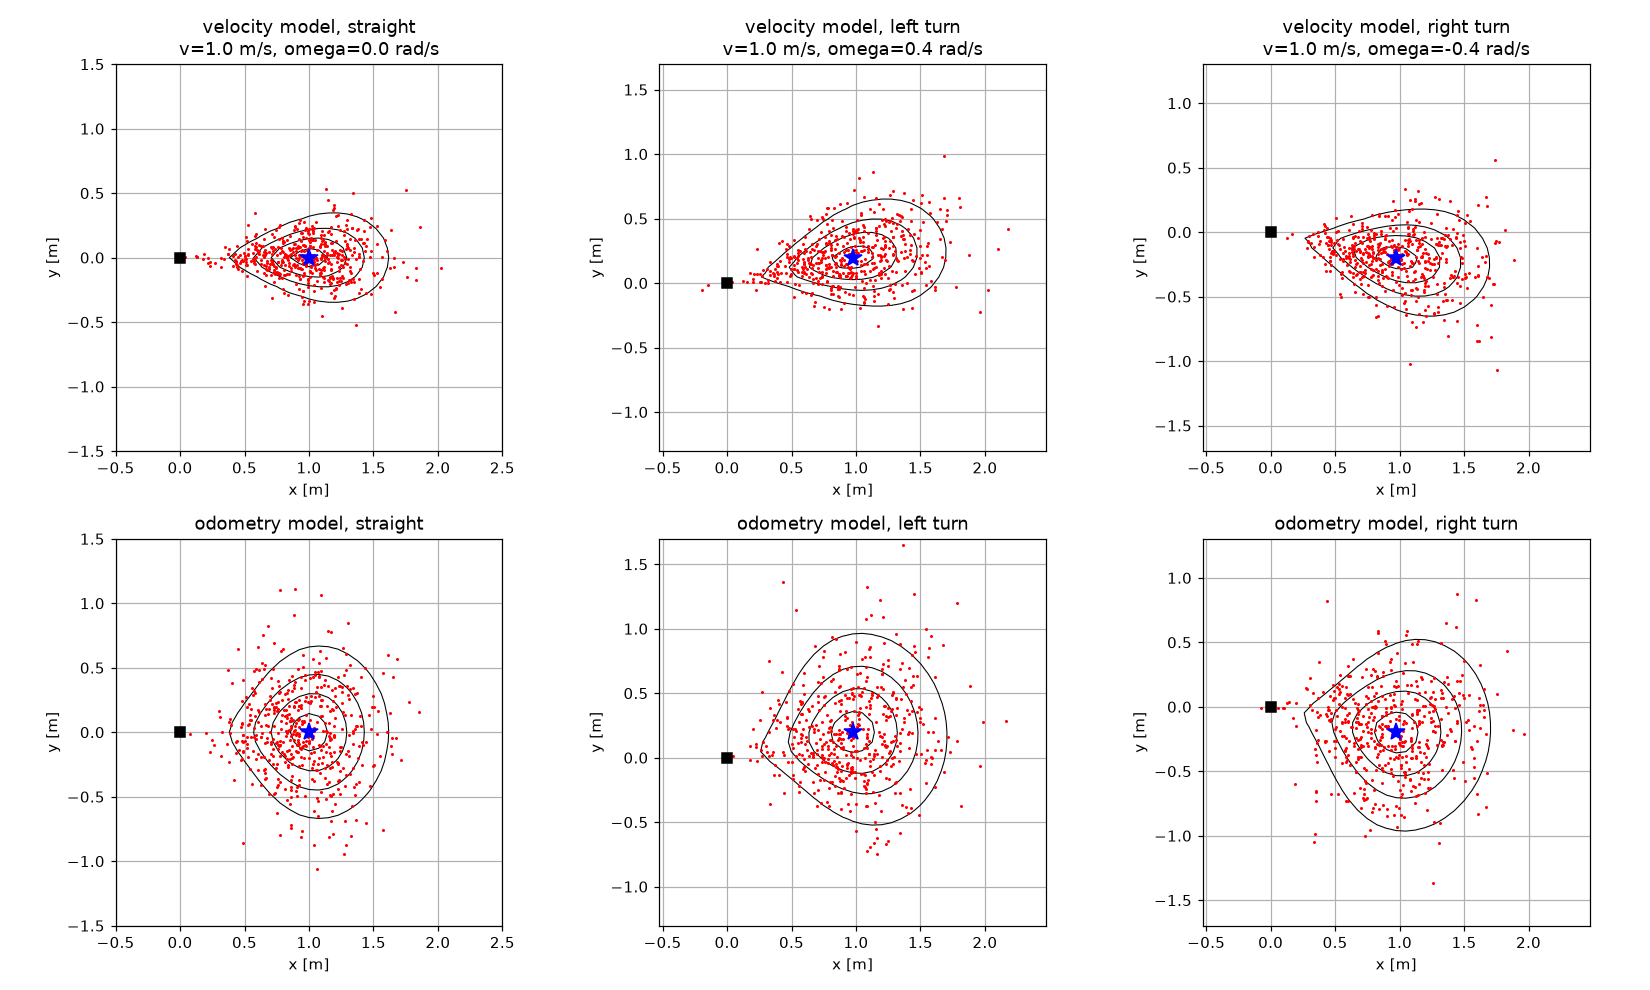 velocity model, straight
v=1.0 m/s, omega=0.0 rad/s
1.5
1.0
0.5
0.0
−0.5
−1.0
−1.5
y [m]
−0.5 0.0 0.5 1.0 1.5 2.0 2.5
x [m]
velocity model, left turn
v=1.0 m/s, omega=0.4 rad/s
1.5
1.0
0.5
0.0
−0.5
−1.0
y [m]
−0.5 0.0 0.5 1.0 1.5 2.0
x [m]
velocity model, right turn
v=1.0 m/s, omega=-0.4 rad/s
1.0
0.5
0.0
−0.5
−1.0
−1.5
y [m]
−0.5 0.0 0.5 1.0 1.5 2.0
x [m]
odometry model, straight
1.5
1.0
0.5
0.0
−0.5
−1.0
−1.5
y [m]
−0.5 0.0 0.5 1.0 1.5 2.0 2.5
x [m]
odometry model, left turn
1.5
1.0
0.5
0.0
−0.5
−1.0
y [m]
−0.5 0.0 0.5 1.0 1.5 2.0
x [m]
odometry model, right turn
1.0
0.5
0.0
−0.5
−1.0
−1.5
y [m]
−0.5 0.0 0.5 1.0 1.5 2.0
x [m]